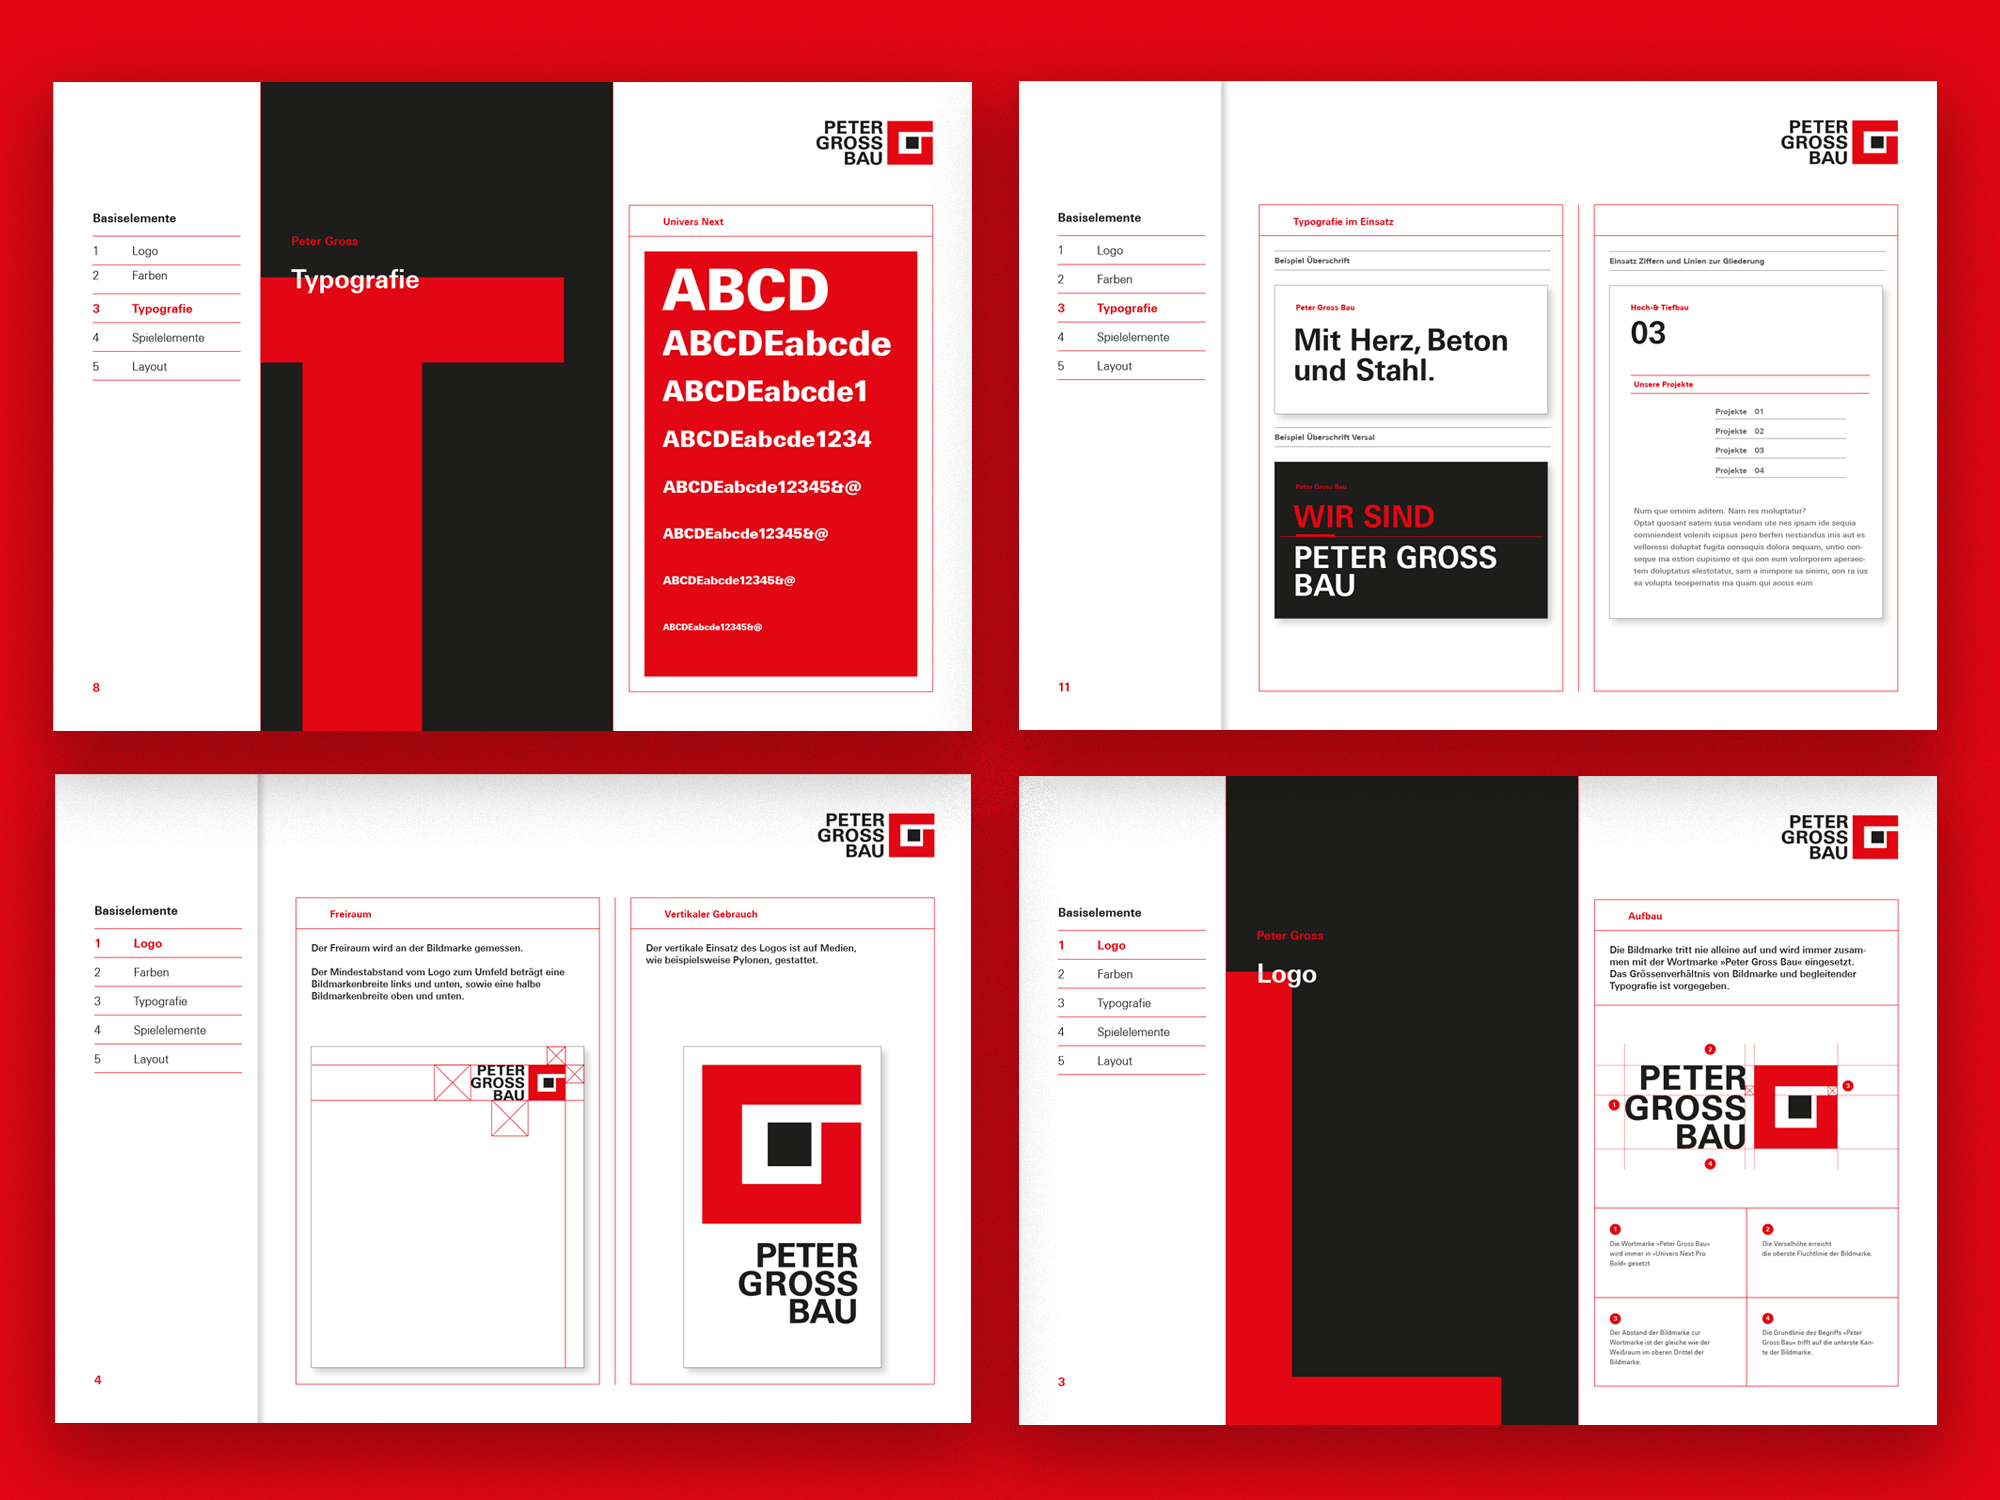 PETER
GROSS
BAU
Basiselemente
1 Logo
2 Farben
3 Typografie
4 Spielelemente
5 Layout
8
Peter Gross
Typografie
Univers Next
ABCD
ABCDEabcde
ABCDEabcde1
ABCDEabcde1234
ABCDEabcde12345&@
ABCDEabcde12345&@
ABCDEabcde12345&@
ABCDEabcde12345&@
PETER
GROSS
BAU
Basiselemente
1 Logo
2 Farben
3 Typografie
4 Spielelemente
5 Layout
11
Typografie im Einsatz
Beispiel Überschrift
Peter Gross Bau
Mit Herz, Beton
und Stahl.
Beispiel Überschrift Versal
Peter Gross Bau
WIR SIND
PETER GROSS
BAU
Einsatz Ziffern und Linien zur Gliederung
Hoch-& Tiefbau
03
Unsere Projekte
Projekte 01
Projekte 02
Projekte 03
Projekte 04
Num que omnim aditem. Nam res moluptatur?
Optat quosant eatem susa vendam ute nes ipsam ide sequia
comniendest volenih icipsus pero berferi nestiandus inis aut es
velloressi doluptat fugita consequis dolora sequam, untio con-
seque ma estion cupisimo et qui con eum volorporem aperaec-
tem doluptatus elestotatur, sam a inimpore sa sinimi, con ra ius
ea volupta tecepernatis ma quam qui accus eum
PETER
GROSS
BAU
Basiselemente
1 Logo
2 Farben
3 Typografie
4 Spielelemente
5 Layout
4
Freiraum
Der Freiraum wird an der Bildmarke gemessen.
Der Mindestabstand vom Logo zum Umfeld beträgt eine
Bildmarkenbreite links und unten, sowie eine halbe
Bildmarkenbreite oben und unten.
PETER
GROSS
BAU
Vertikaler Gebrauch
Der vertikale Einsatz des Logos ist auf Medien,
wie beispielsweise Pylonen, gestattet.
PETER
GROSS
BAU
PETER
GROSS
BAU
Basiselemente
1 Logo
2 Farben
3 Typografie
4 Spielelemente
5 Layout
3
Peter Gross
Logo
Aufbau
Die Bildmarke tritt nie alleine auf und wird immer zusam-
men mit der Wortmarke »Peter Gross Bau« eingesetzt.
Das Grössenverhältnis von Bildmarke und begleitender
Typografie ist vorgegeben.
2
3
1
4
PETER
GROSS
BAU
1
Die Wortmarke »Peter Gross Bau«
wird immer in »Univers Next Pro
Bold« gesetzt.
2
Die Versalhöhe erreicht
die oberste Fluchtlinie der Bildmarke.
3
Der Abstand der Bildmarke zur
Wortmarke ist der gleiche wie der
Weißraum im oberen Drittel der
Bildmarke.
4
Die Grundlinie des Begriffs »Peter
Gross Bau« trifft auf die unterste Kan-
te der Bildmarke.